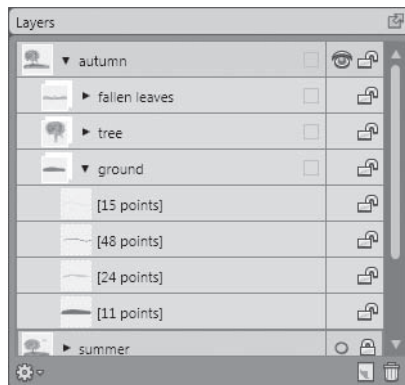 Layers
autumn
fallen leaves
tree
ground
[15 points]
[48 points]
[24 points]
[11 points]
summer